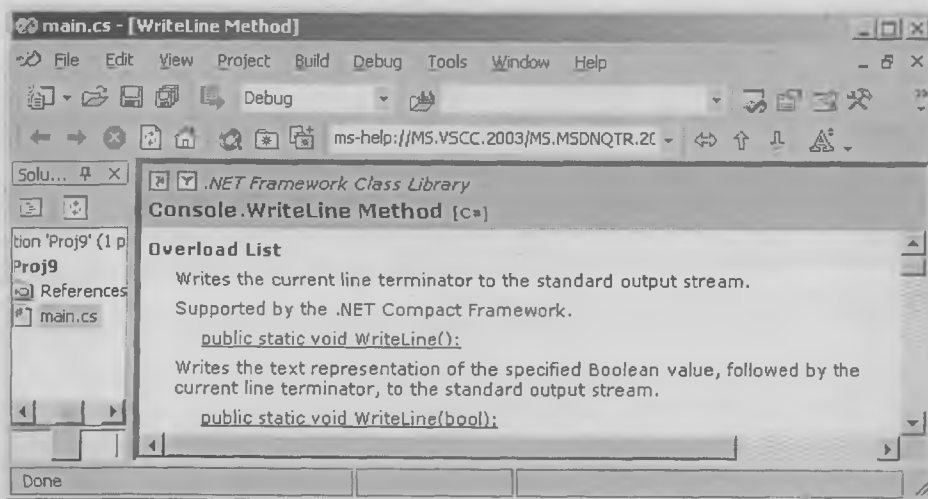 main.cs - [WriteLine Method]
File Edit View Project Build Debug Tools Window Help
Debug
ms-help://MS.VSCC.2003/MS.MSDNQTR.2
Solu...
.NET Framework Class Library
Console.WriteLine Method [C#]
tion 'Proj9' (1 p
Proj9
References
main.cs
Overload List
Writes the current line terminator to the standard output stream.
Supported by the .NET Compact Framework.
public static void WriteLine();
Writes the text representation of the specified Boolean value, followed by the
current line terminator, to the standard output stream.
public static void WriteLine(bool);
Done